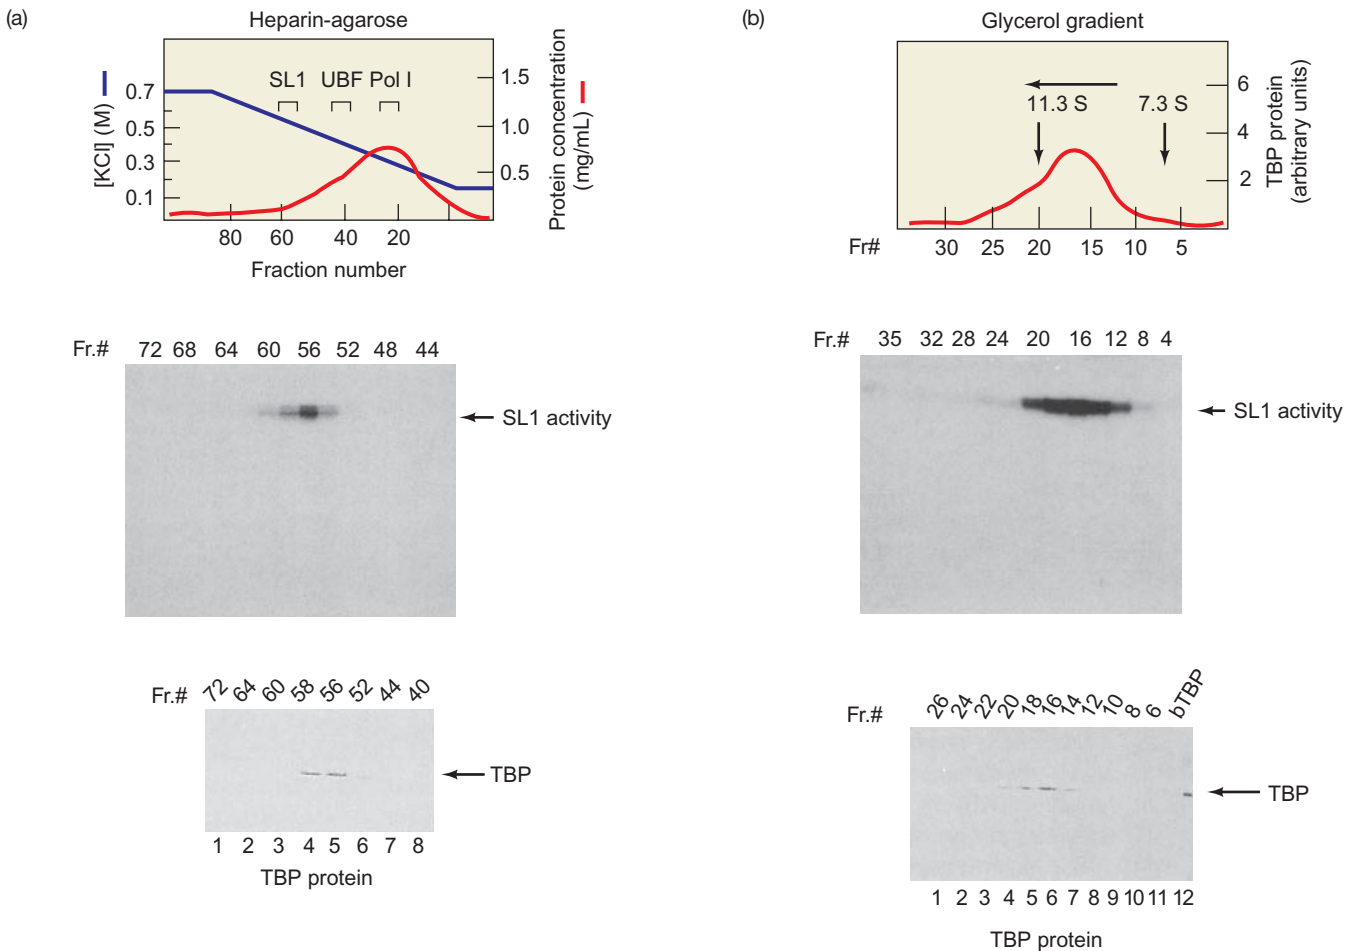 (a)
Heparin-agarose
[KCl] (M)
0.7
0.5
0.3
0.1
SL1 UBF Pol I
1.5
1.0
0.5
Protein concentration
(mg/mL)
80 60 40 20
Fraction number
Fr.# 72 68 64 60 56 52 48 44
SL1 activity
Fr.# 72 64 60 58 56 52 44 40
TBP
1 2 3 4 5 6 7 8
TBP protein
(b)
Glycerol gradient
11.3 S 7.3 S
6
4
2
TBP protein
(arbitrary units)
Fr# 30 25 20 15 10 5
Fr.# 35 32 28 24 20 16 12 8 4
SL1 activity
Fr.# 26 24 22 20 18 16 14 12 10 8 6 bTBP
TBP
1 2 3 4 5 6 7 8 9 10 11 12
TBP protein